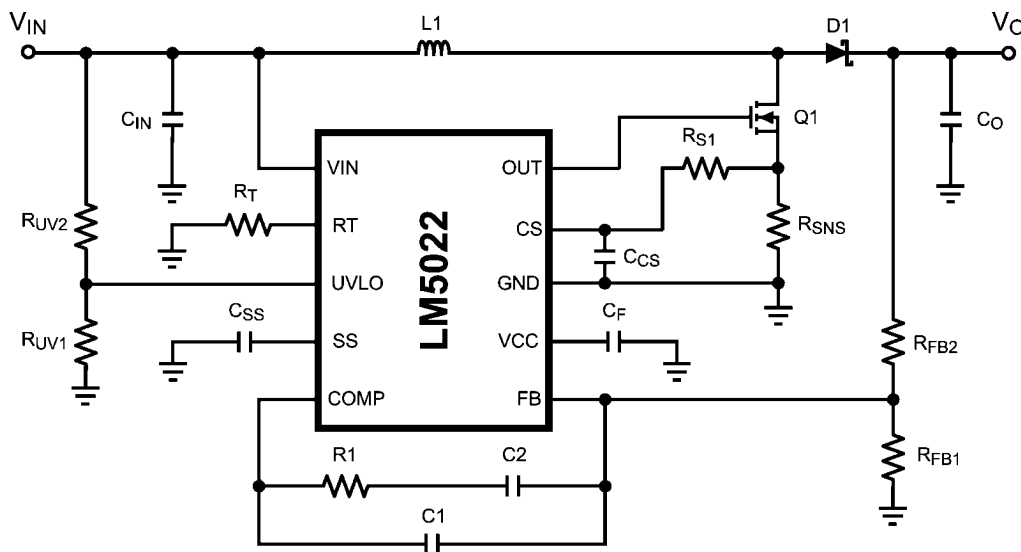 VIN
L1
D1
VO
CIN
Q1
CO
RS1
VIN
OUT
RT
RUV2
RT
CS
RSNS
CCS
UVLO
GND
LM5022
CSS
CF
RUV1
SS
VCC
RFB2
COMP
FB
R1
C2
RFB1
C1